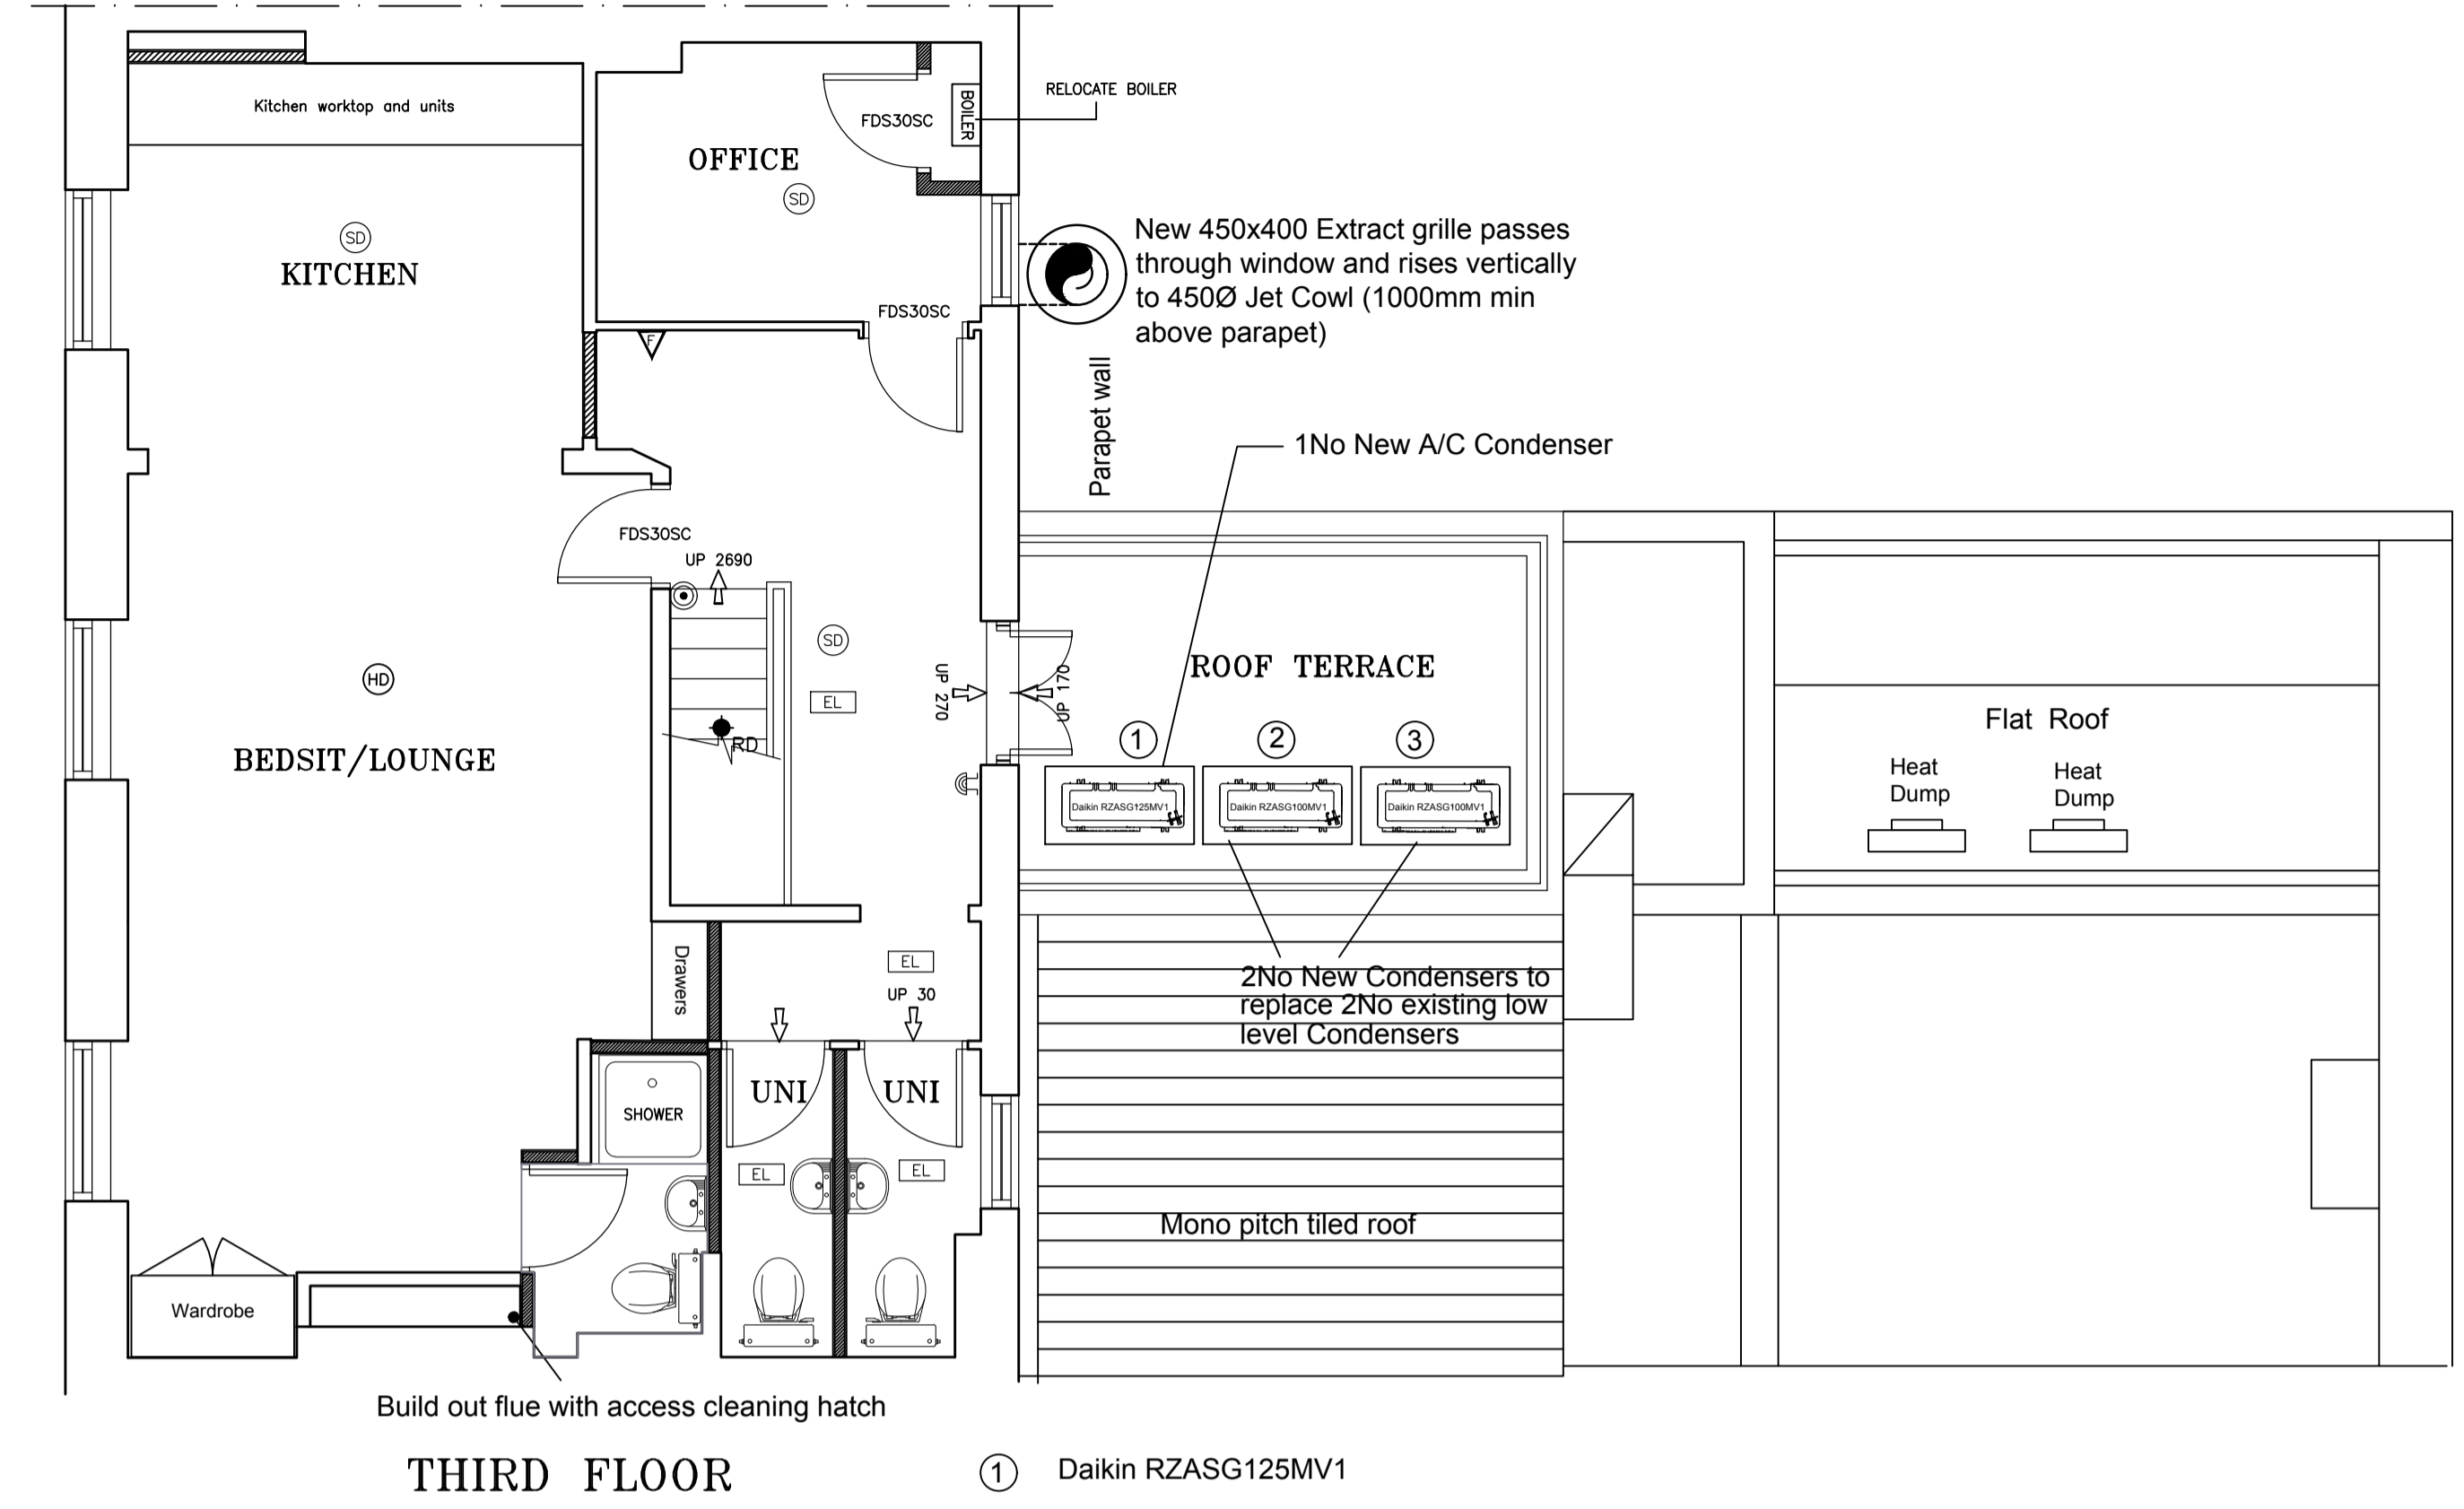 Kitchen worktop and units
RELOCATE BOILER
BOILER
FDS30SC
OFFICE
SD
SD
KITCHEN
New 450x400 Extract grille passes
through window and rises vertically
to 450Ø Jet Cowl (1000mm min
above parapet)
FDS30SC
F
Parapet wall
1No New A/C Condenser
FDS30SC
UP 2690
SD
HD
EL
UP 270
UP 170
ROOF TERRACE
RD
BEDSIT/LOUNGE
1
2
3
Flat Roof
Heat
Dump
Heat
Dump
Daikin RZASG125MV1
Daikin RZASG100MV1
Daikin RZASG100MV1
Drawers
EL
UP 30
2No New Condensers to
replace 2No existing low
level Condensers
UNI
UNI
SHOWER
EL
EL
Mono pitch tiled roof
Wardrobe
Build out flue with access cleaning hatch
THIRD FLOOR
1 Daikin RZASG125MV1